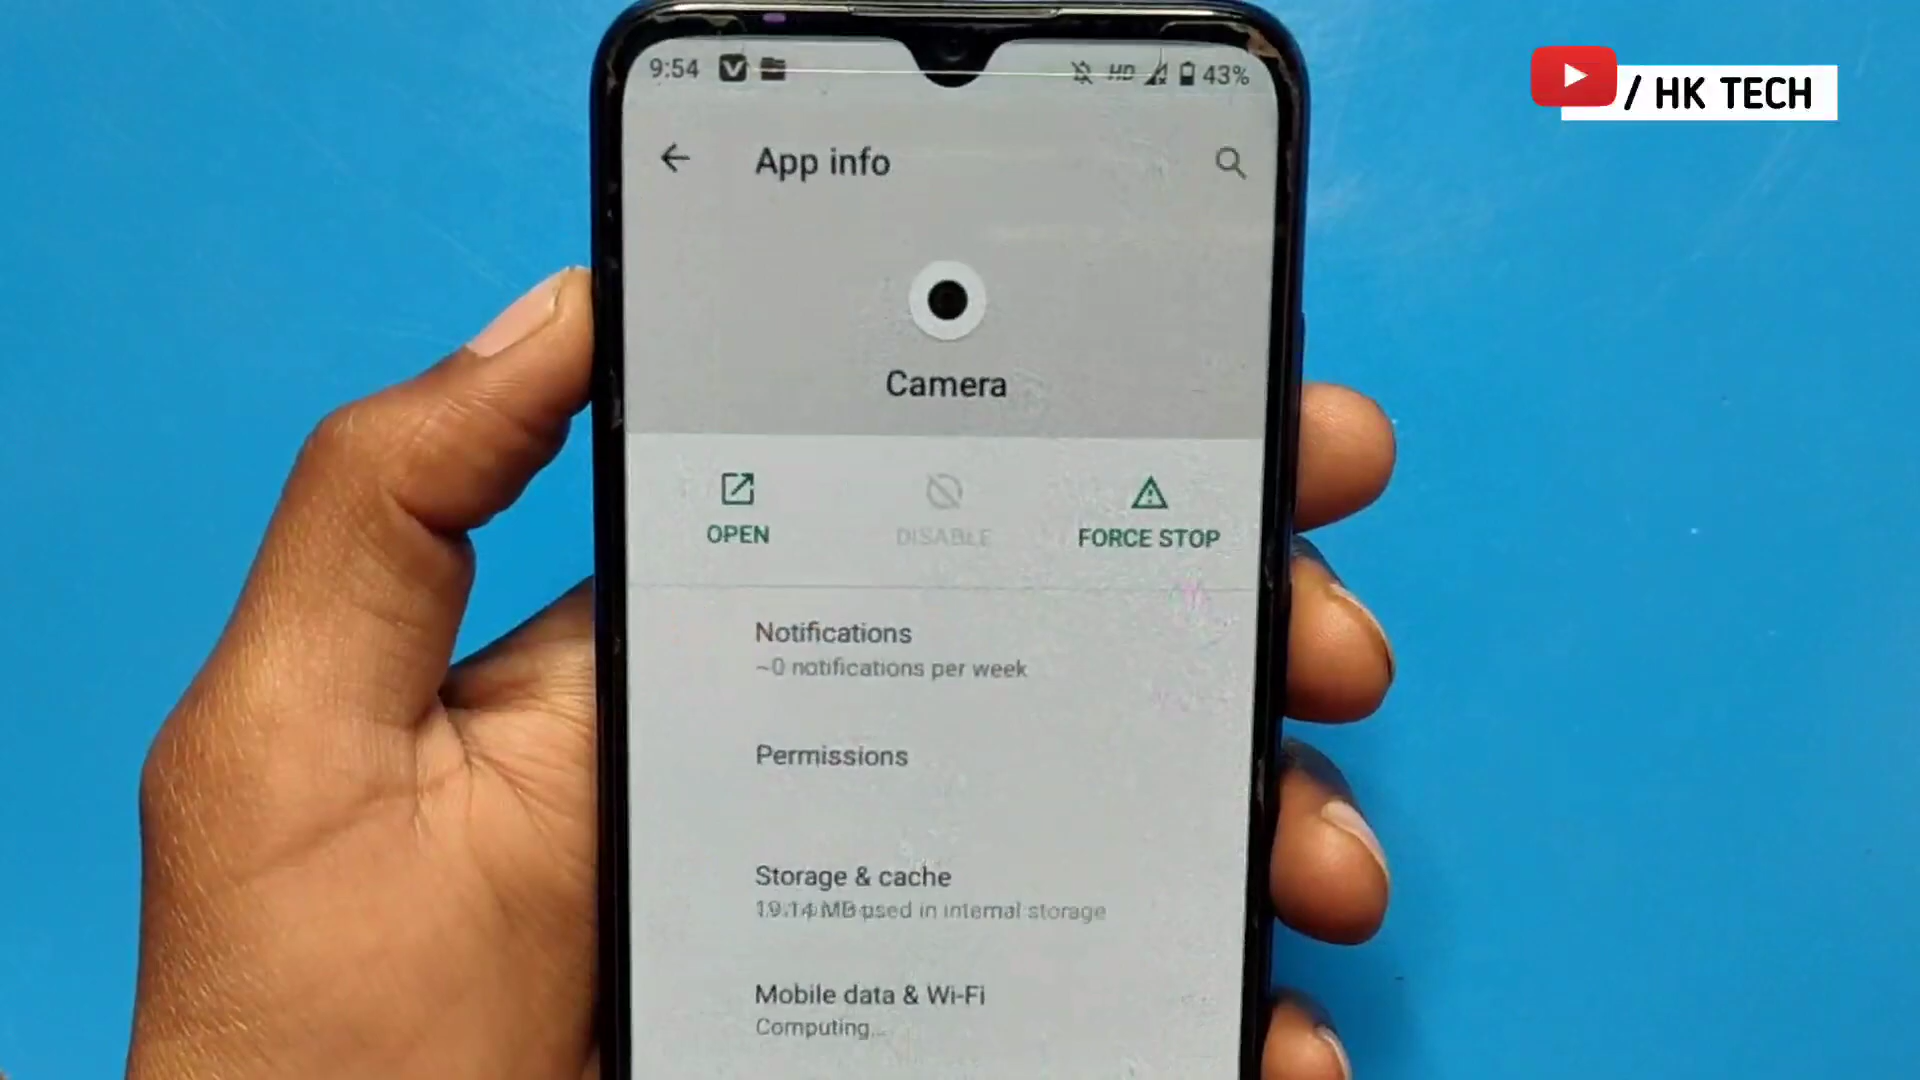 9:54
HD
43%
/ HK TECH
App info
Camera
OPEN
DISABLE
FORCE STOP
Notifications
~0 notifications per week
Permissions
Storage & cache
19.14 MB used in internal storage
Mobile data & Wi-Fi
Computing...